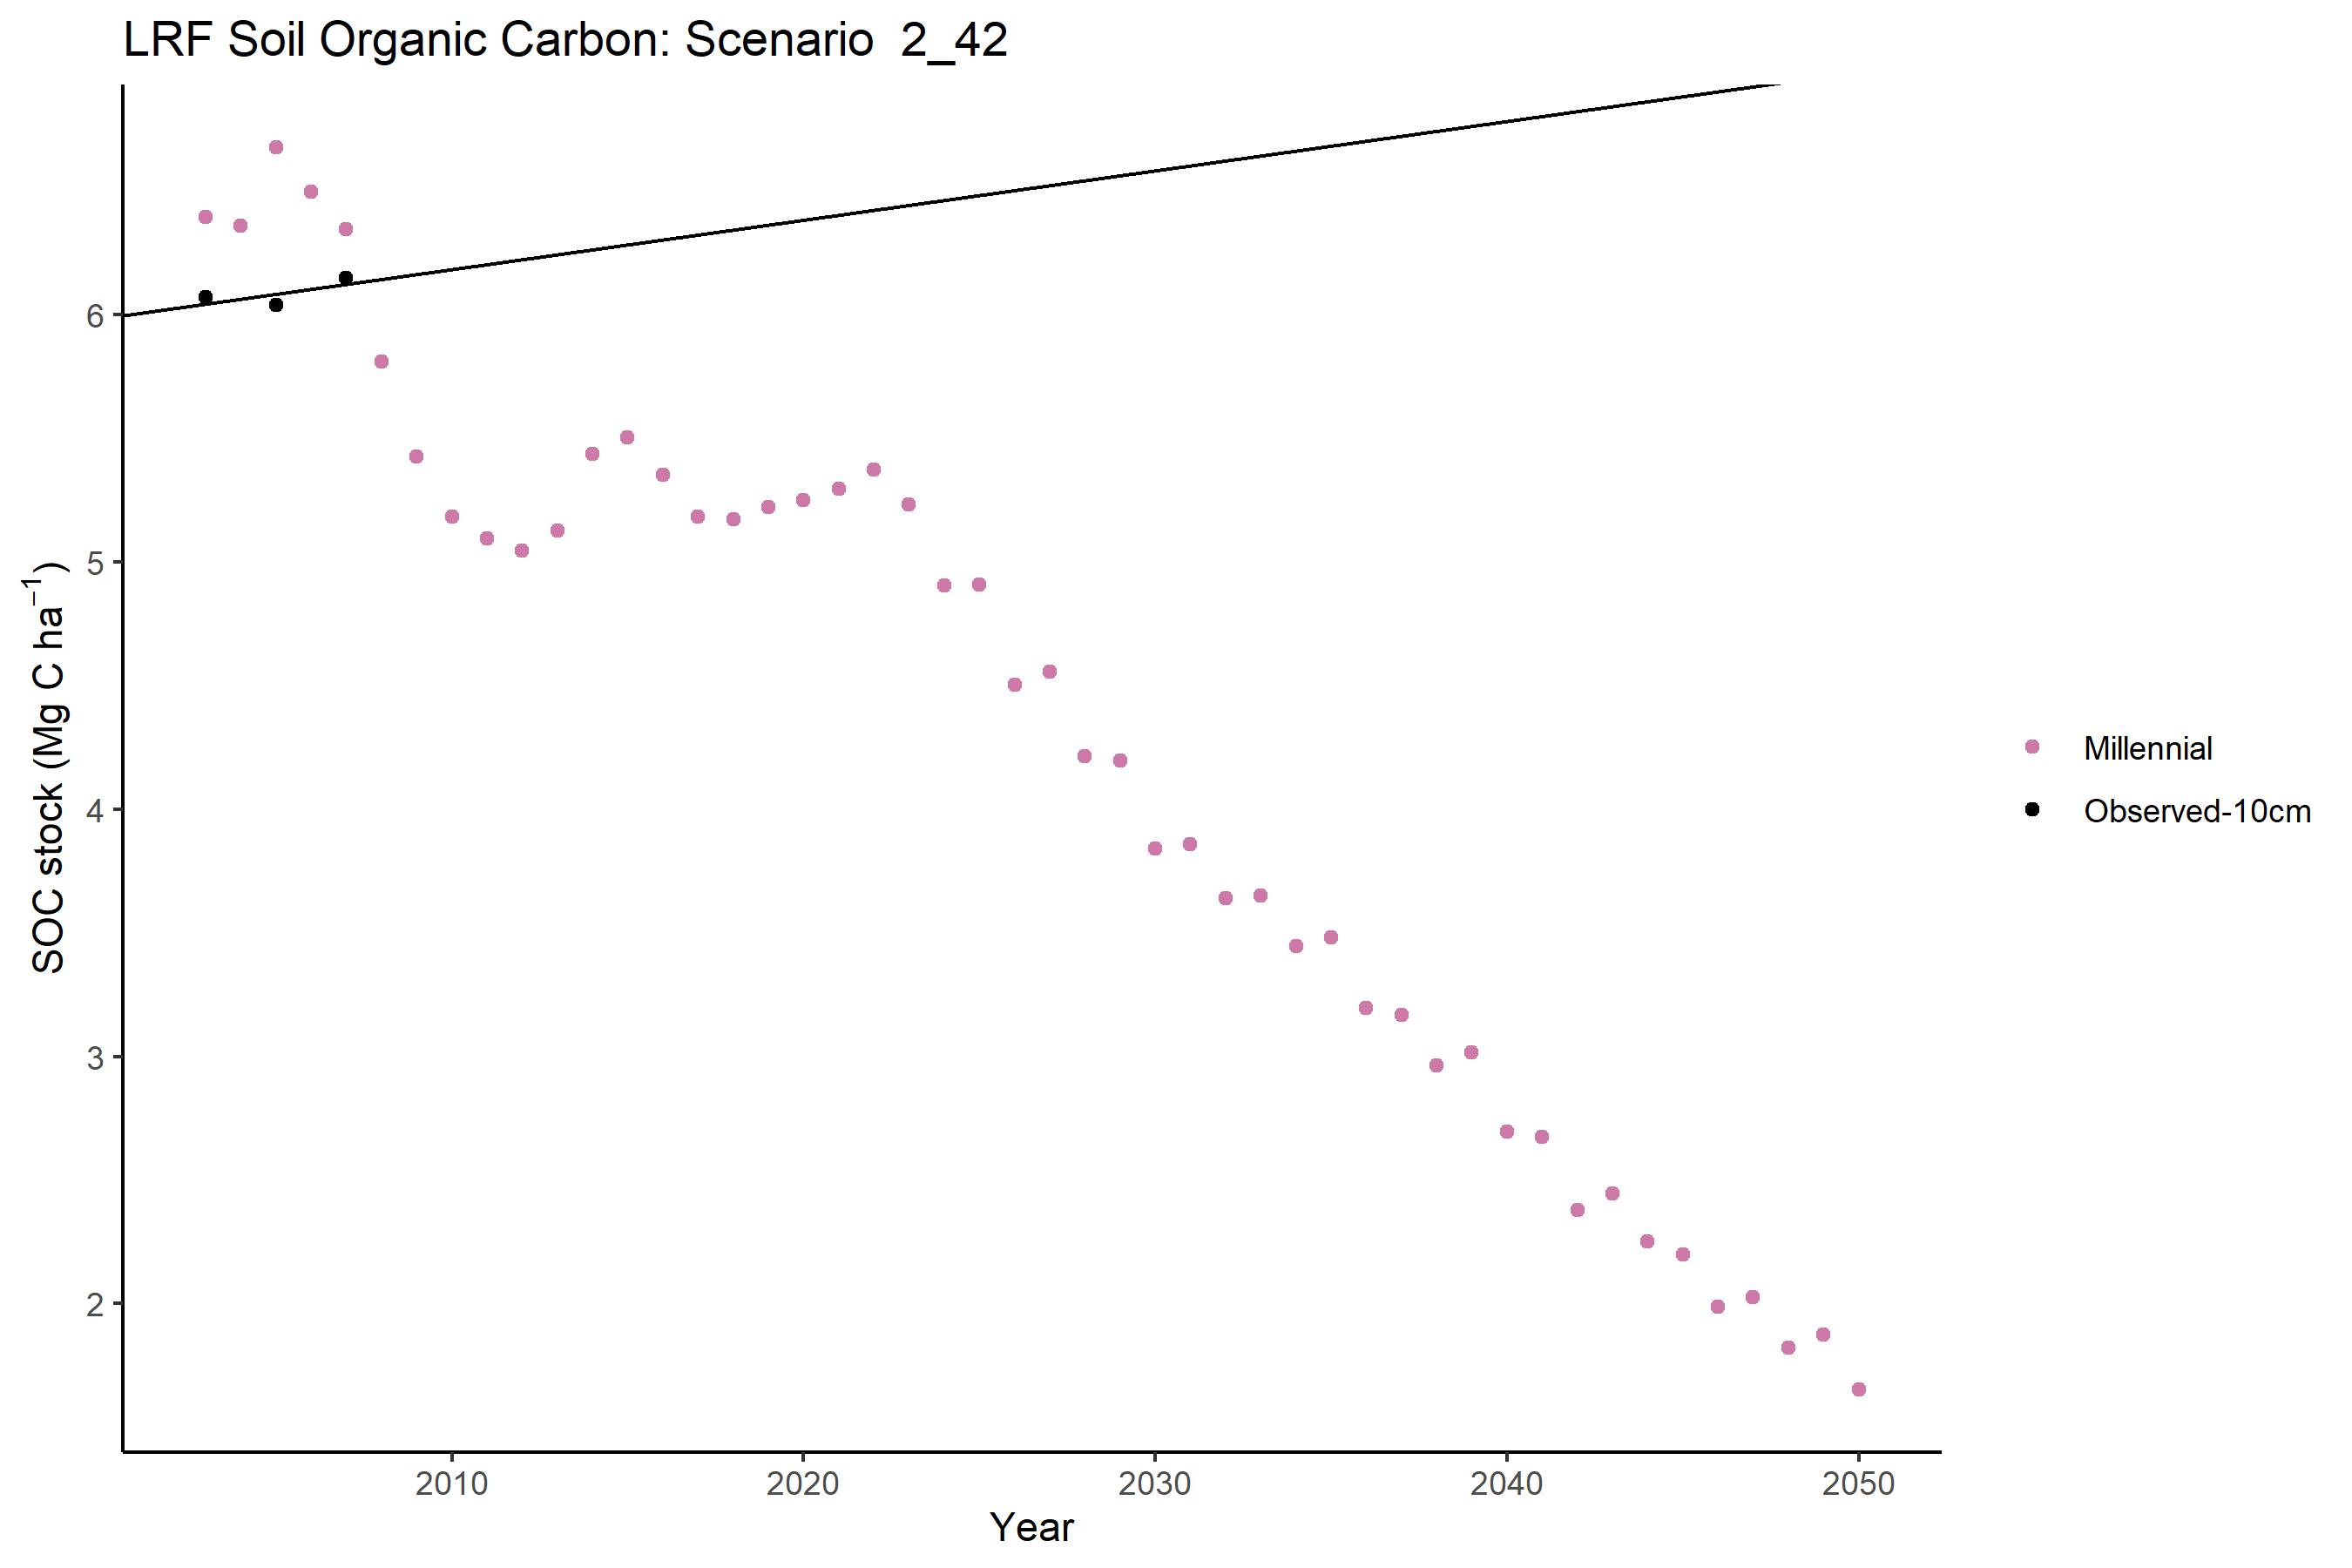 LRF Soil Organic Carbon: Scenario  2_42
SOC stock (Mg C ha⁻¹)
6
5
4
3
2
2010
2020
2030
2040
2050
Year
Millennial
Observed-10cm